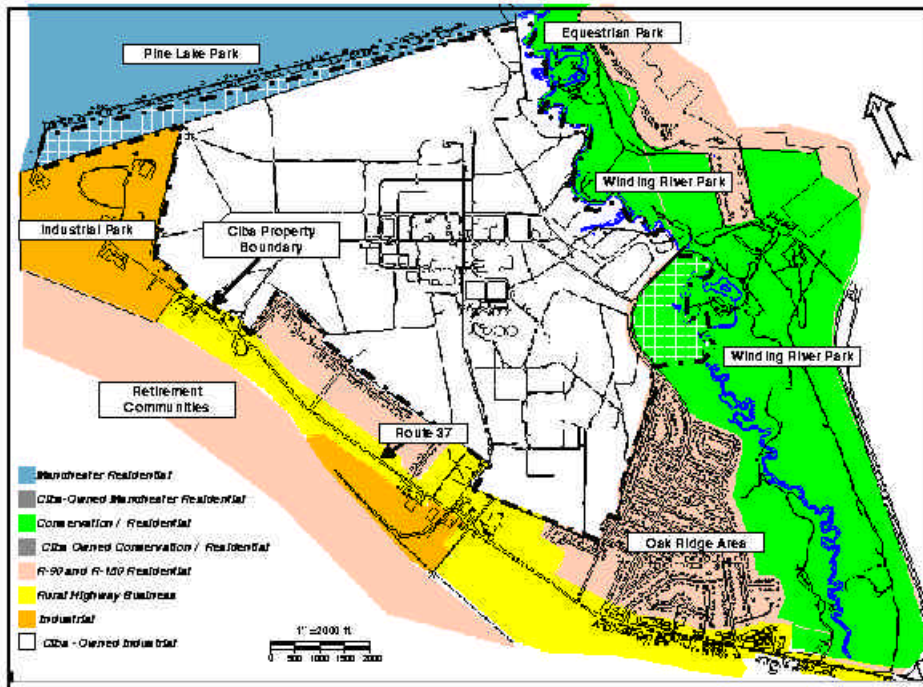 Equestrian Park
Pine Lake Park
Winding River Park
Industrial Park
Ciba Property
Boundary
Winding River Park
Retirement
Communities
Route 37
Oak Ridge Area
Manchester Residential
Ciba-Owned Manchester Residential
Conservation / Residential
Ciba Owned Conservation / Residential
R-90 and R-150 Residential
Rural Highway Business
Industrial
Ciba - Owned Industrial
1" =2000 ft
0 500 1000 1500 2000